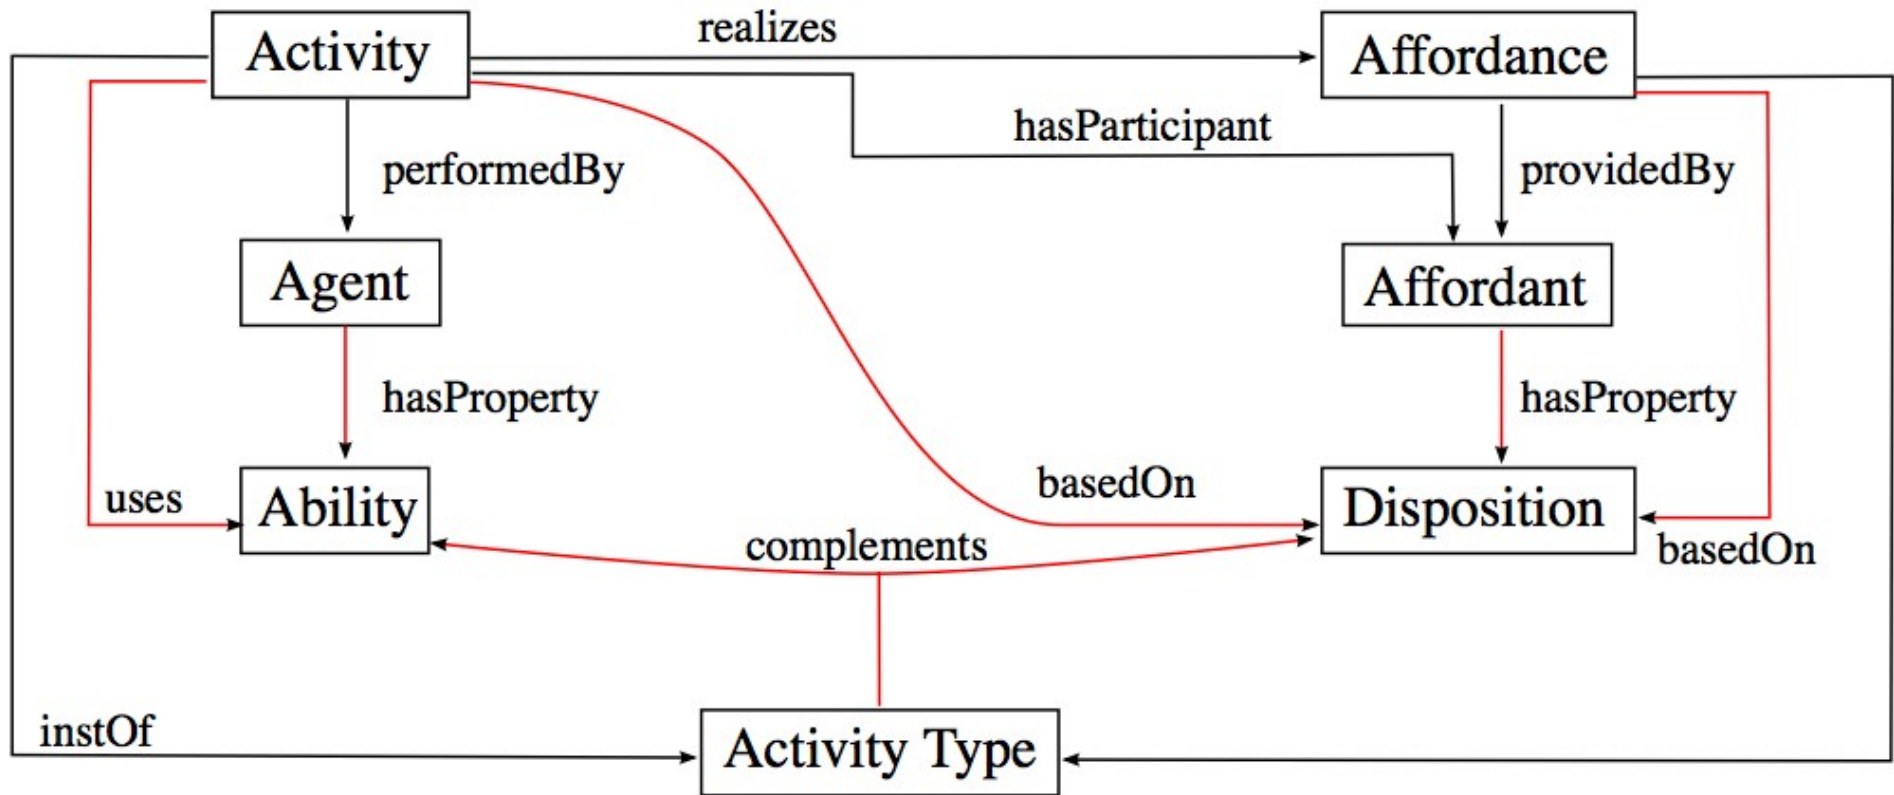 realizes
Activity
Affordance
hasParticipant
performedBy
providedBy
Agent
Affordant
hasProperty
hasProperty
uses
Ability
basedOn
Disposition
complements
basedOn
instOf
Activity Type